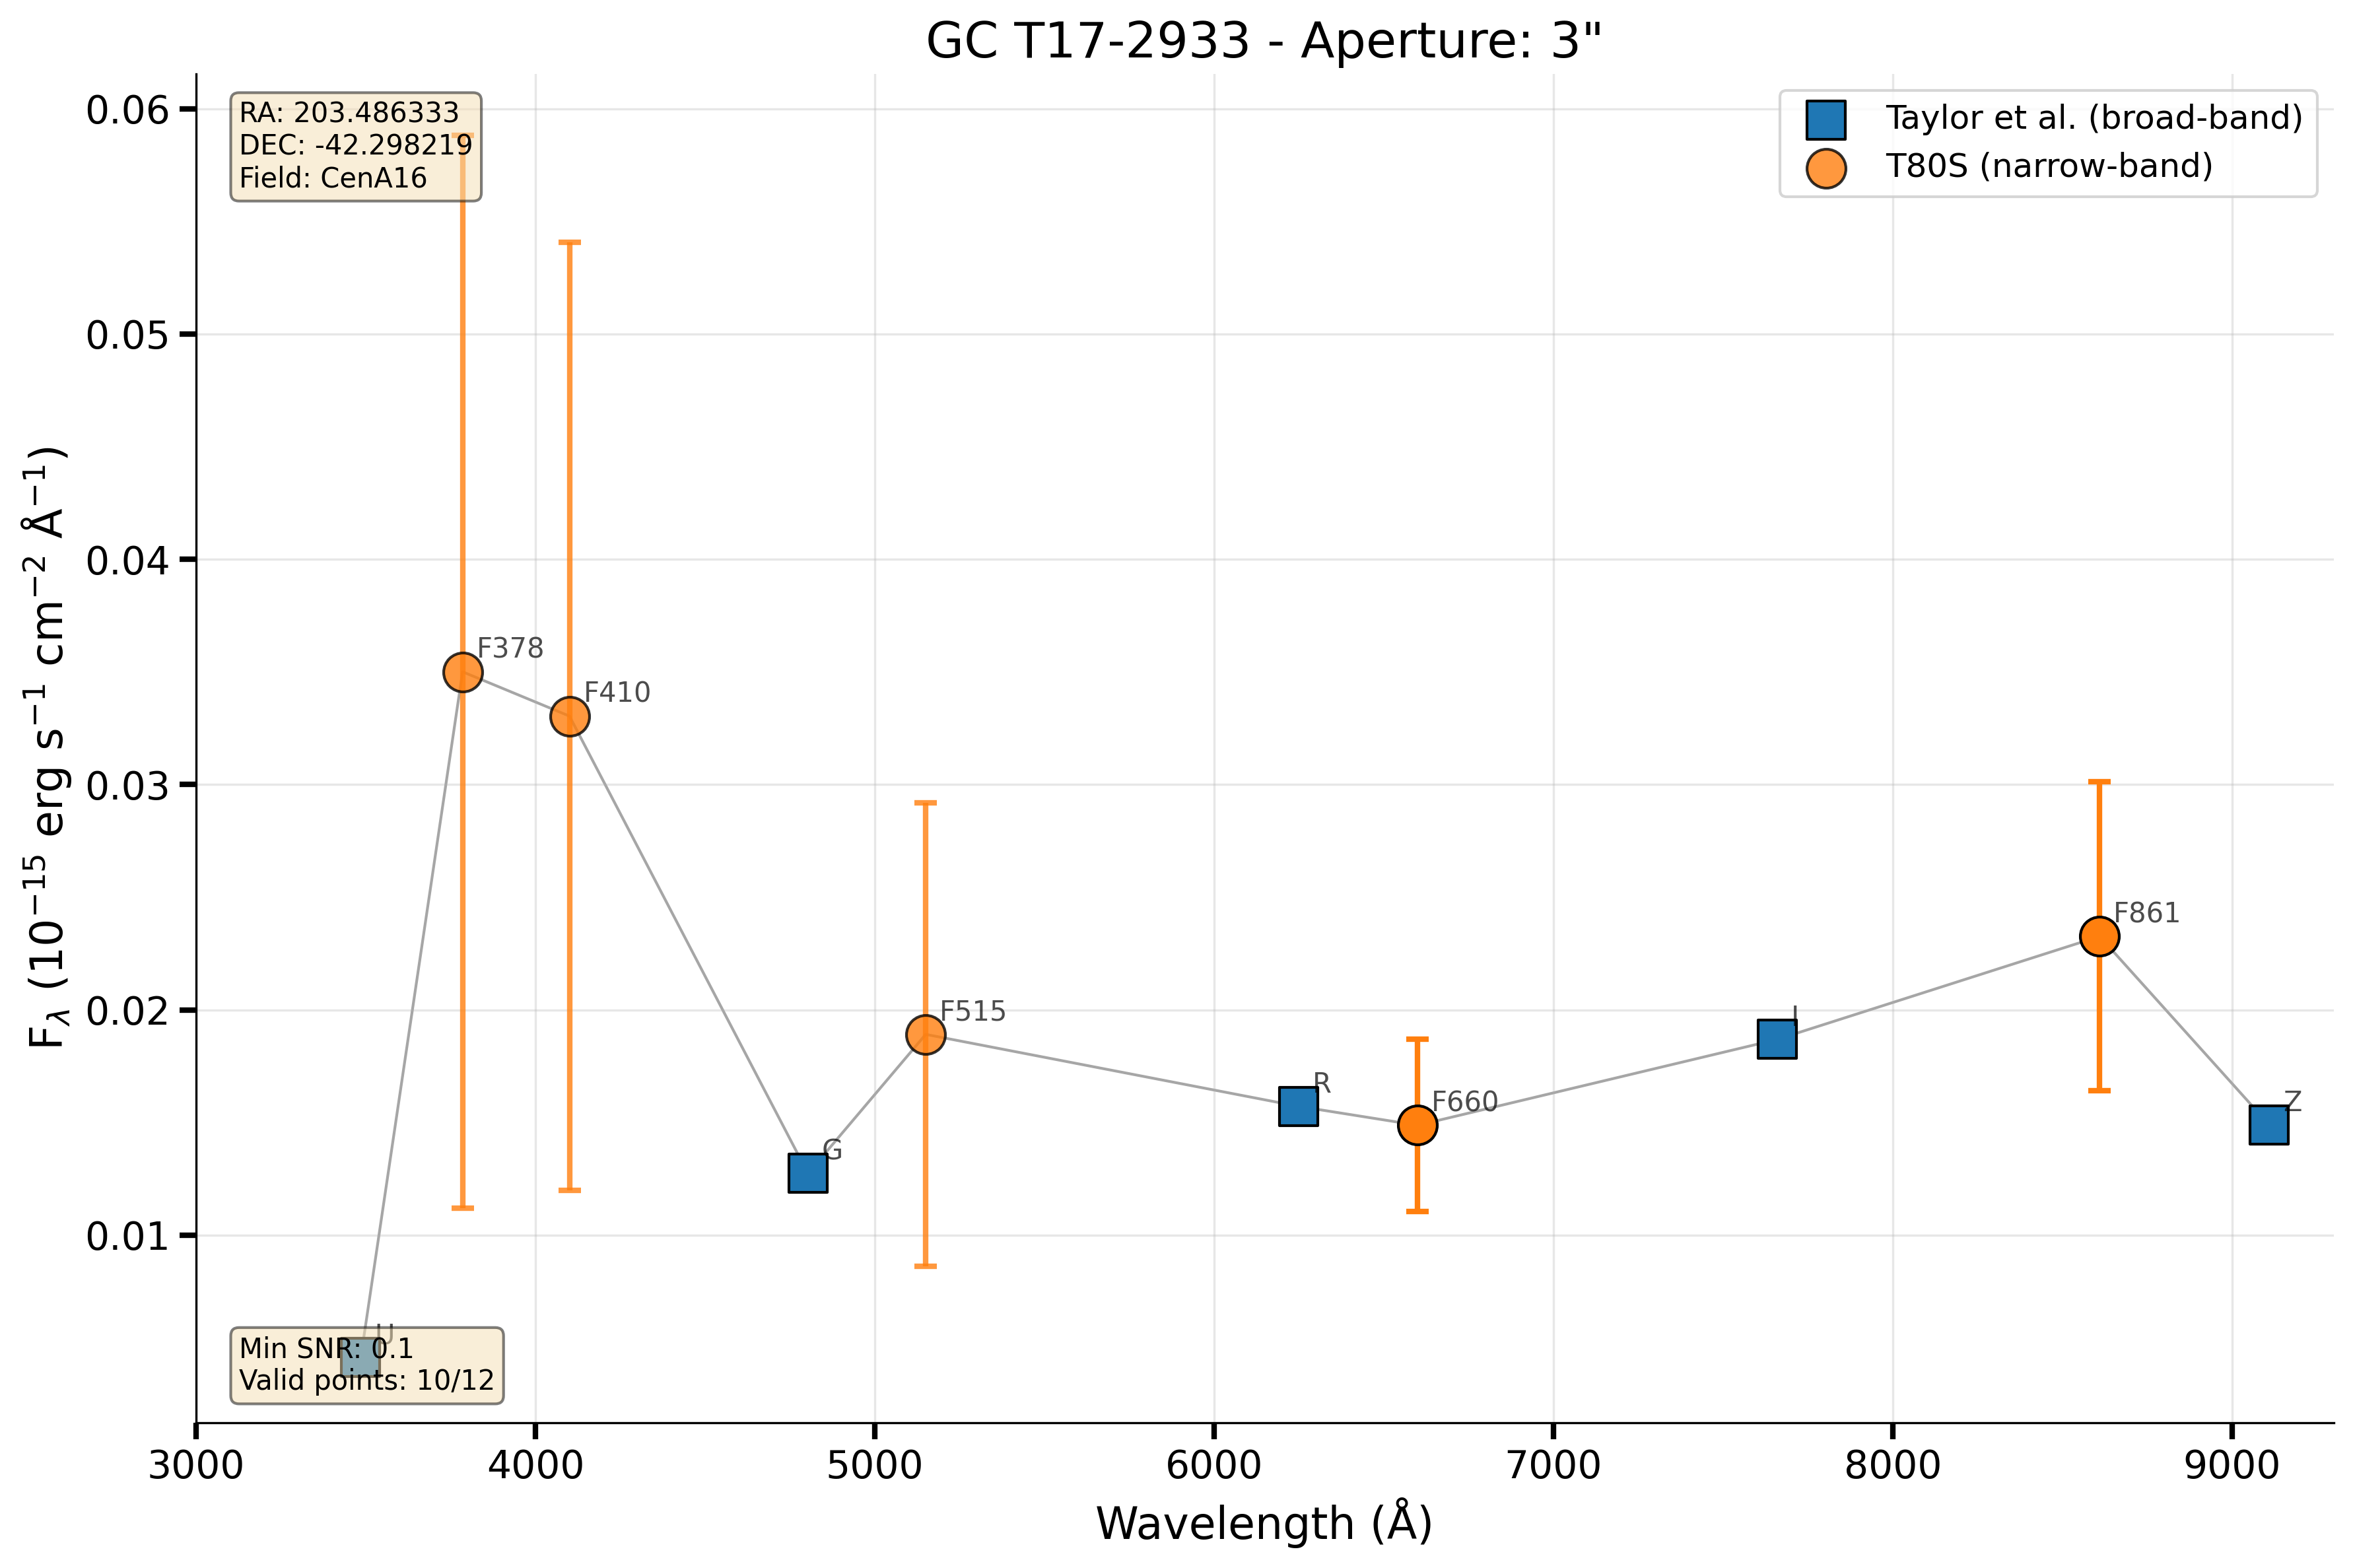 GC T17-2933 - Aperture: 3"
RA: 203.486333
DEC: -42.298219
Field: CenA16
Taylor et al. (broad-band)
T80S (narrow-band)
0.06
0.05
0.04
0.03
0.02
0.01
F_λ (10⁻¹⁵ erg s⁻¹ cm⁻² Å⁻¹)
U
F378
F410
G
F515
R
F660
I
F861
Z
Min SNR: 0.1
Valid points: 10/12
3000 4000 5000 6000 7000 8000 9000
Wavelength (Å)